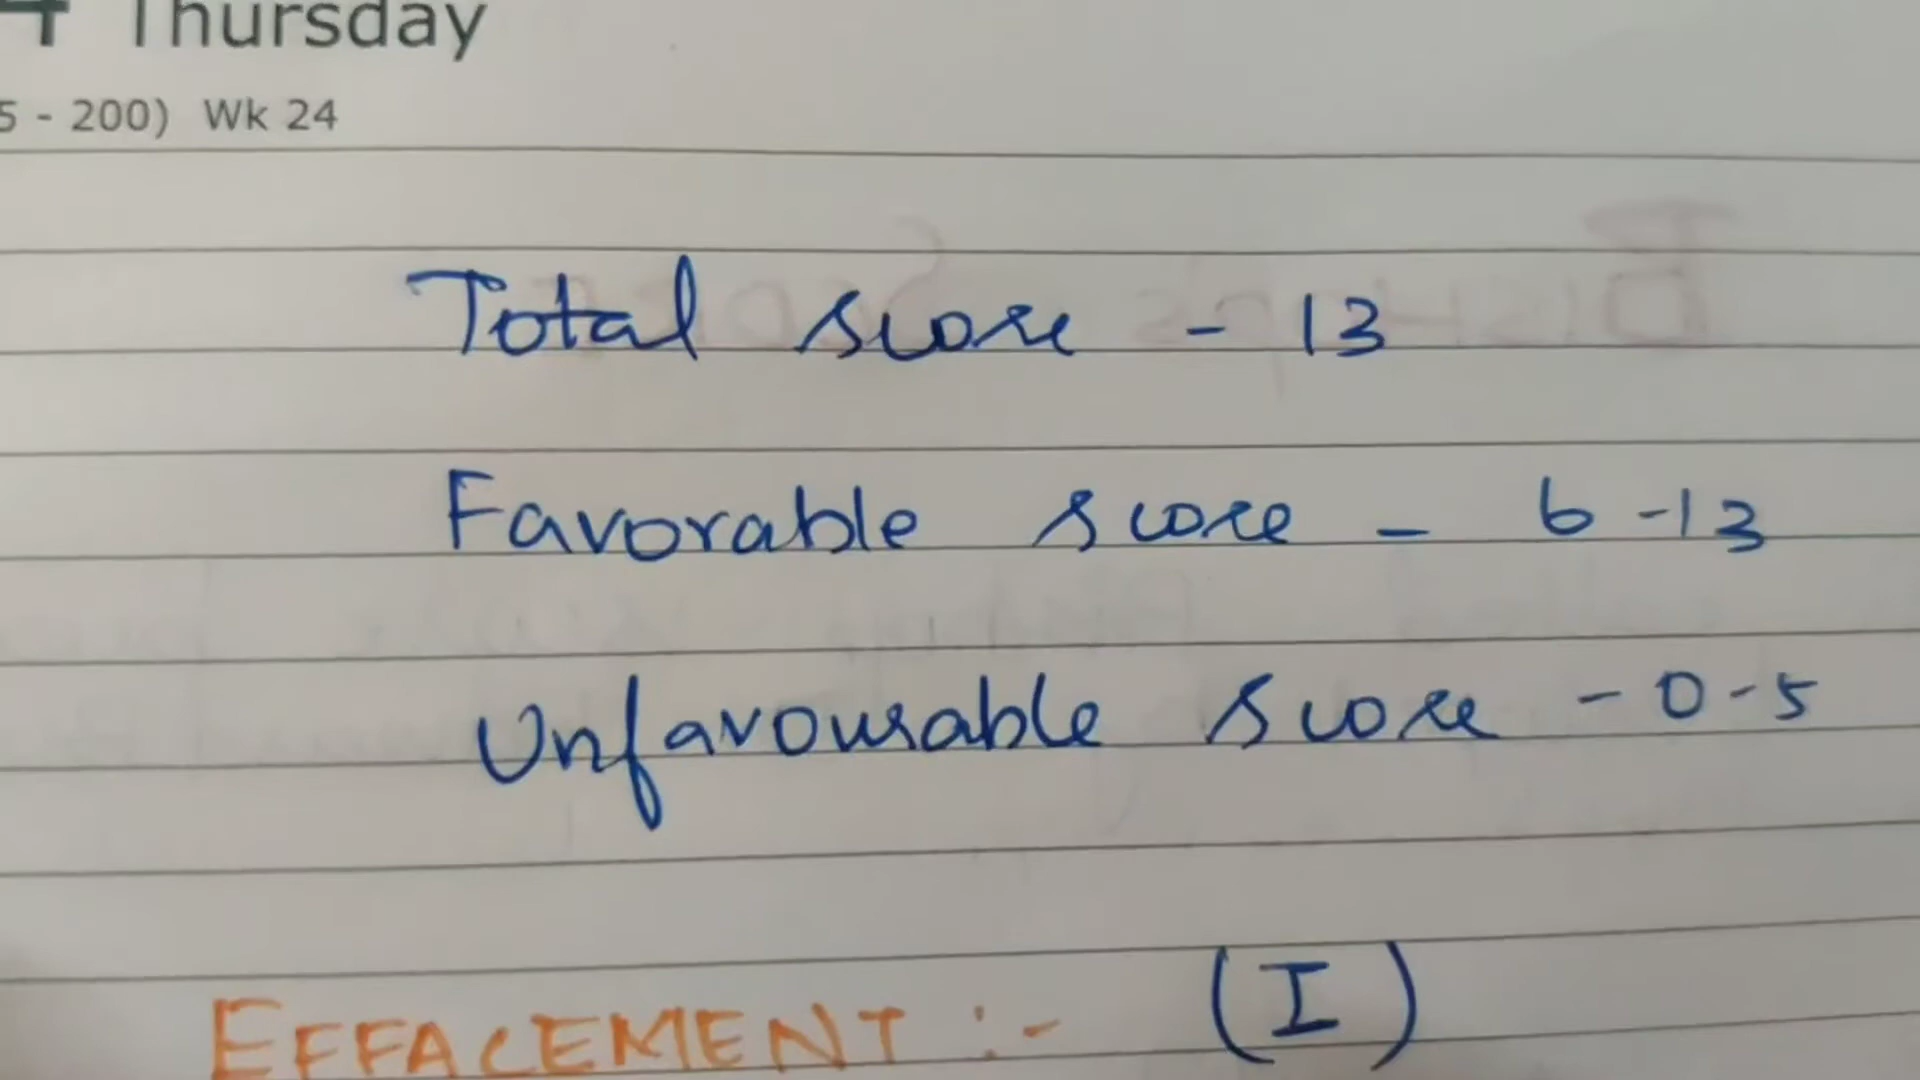 Thursday
5 - 200) Wk 24
Total score - 13
Favorable score - 6-13
Unfavourable score - 0-5
EFFACEMENT :- (I)